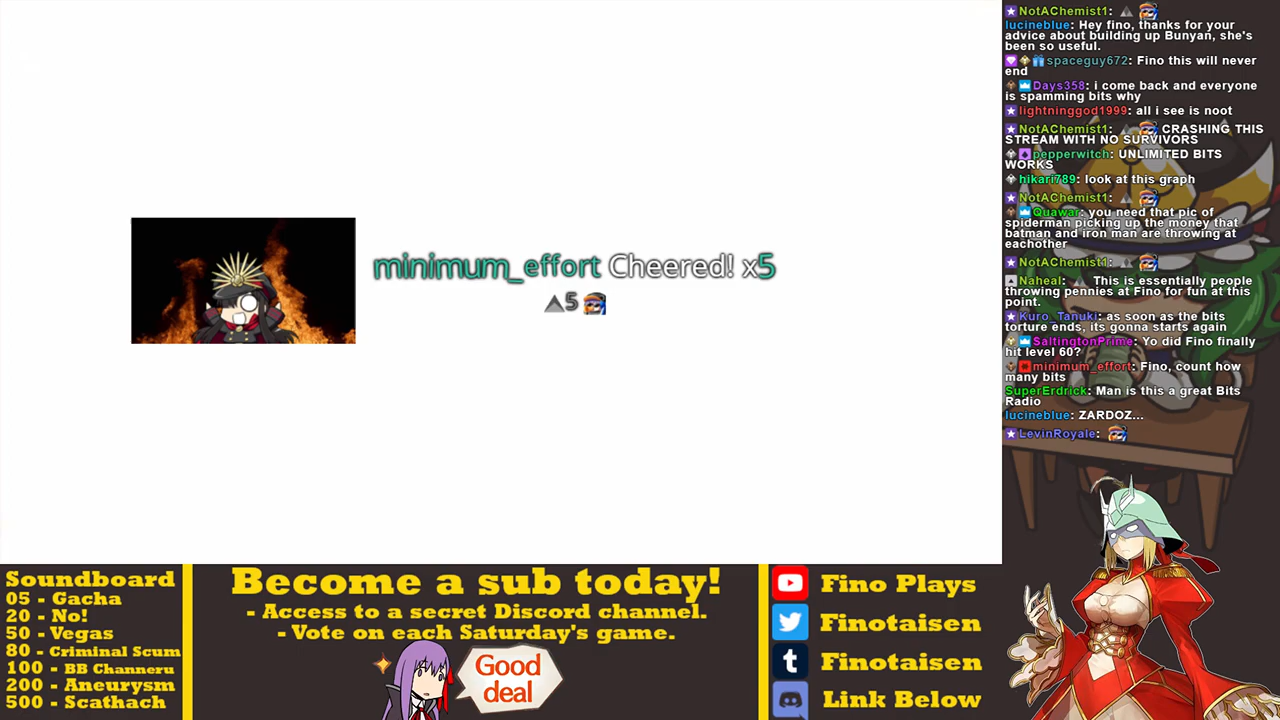 minimum_effort Cheered! x5
5
NotAChemist1:
lucineblue: Hey fino, thanks for your
advice about building up Bunyan, she's
been so useful.
spaceguy672: Fino this will never
end
Days358: i come back and everyone
is spamming bits why
lightninggod1999: all i see is noot
NotAChemist1: CRASHING THIS
STREAM WITH NO SURVIVORS
pepperwitch: UNLIMITED BITS
WORKS
hikari789: look at this graph
NotAChemist1:
Quawar: you need that pic of
spiderman picking up the money that
batman and iron man are throwing at
eachother
NotAChemist1:
Naheal: This is essentially people
throwing pennies at Fino for fun at this
point.
Kuro_Tanuki: as soon as the bits
torture ends, its gonna starts again
SaltingtonPrime: Yo did Fino finally
hit level 60?
minimum_effort: Fino, count how
many bits
SuperErdrick: Man is this a great Bits
Radio
lucineblue: ZARDOZ...
LevinRoyale:
Soundboard
05 - Gacha
20 - No!
50 - Vegas
80 - Criminal Scum
100 - BB Channeru
200 - Aneurysm
500 - Scathach
Become a sub today!
- Access to a secret Discord channel.
- Vote on each Saturday's game.
Good
deal
Fino Plays
Finotaisen
t Finotaisen
Link Below